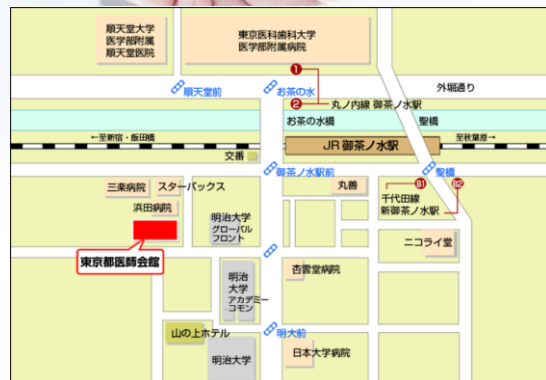 順天堂大学
医学部附属
順天堂医院
東京医科歯科大学
医学部附属病院
1
順天堂前
お茶の水
外堀通り
2
丸ノ内線 御茶ノ水駅
お茶の水橋
聖橋
←至新宿・飯田橋
JR 御茶ノ水駅
至秋葉原→
交番
御茶ノ水駅前
聖橋
三楽病院
スターバックス
丸善
B1
B2
千代田線
新御茶ノ水駅
浜田病院
明治大学
グローバル
フロント
ニコライ堂
東京都医師会館
明治
大学
アカデミー
コモン
杏雲堂病院
山の上ホテル
明大前
明治大学
日本大学病院